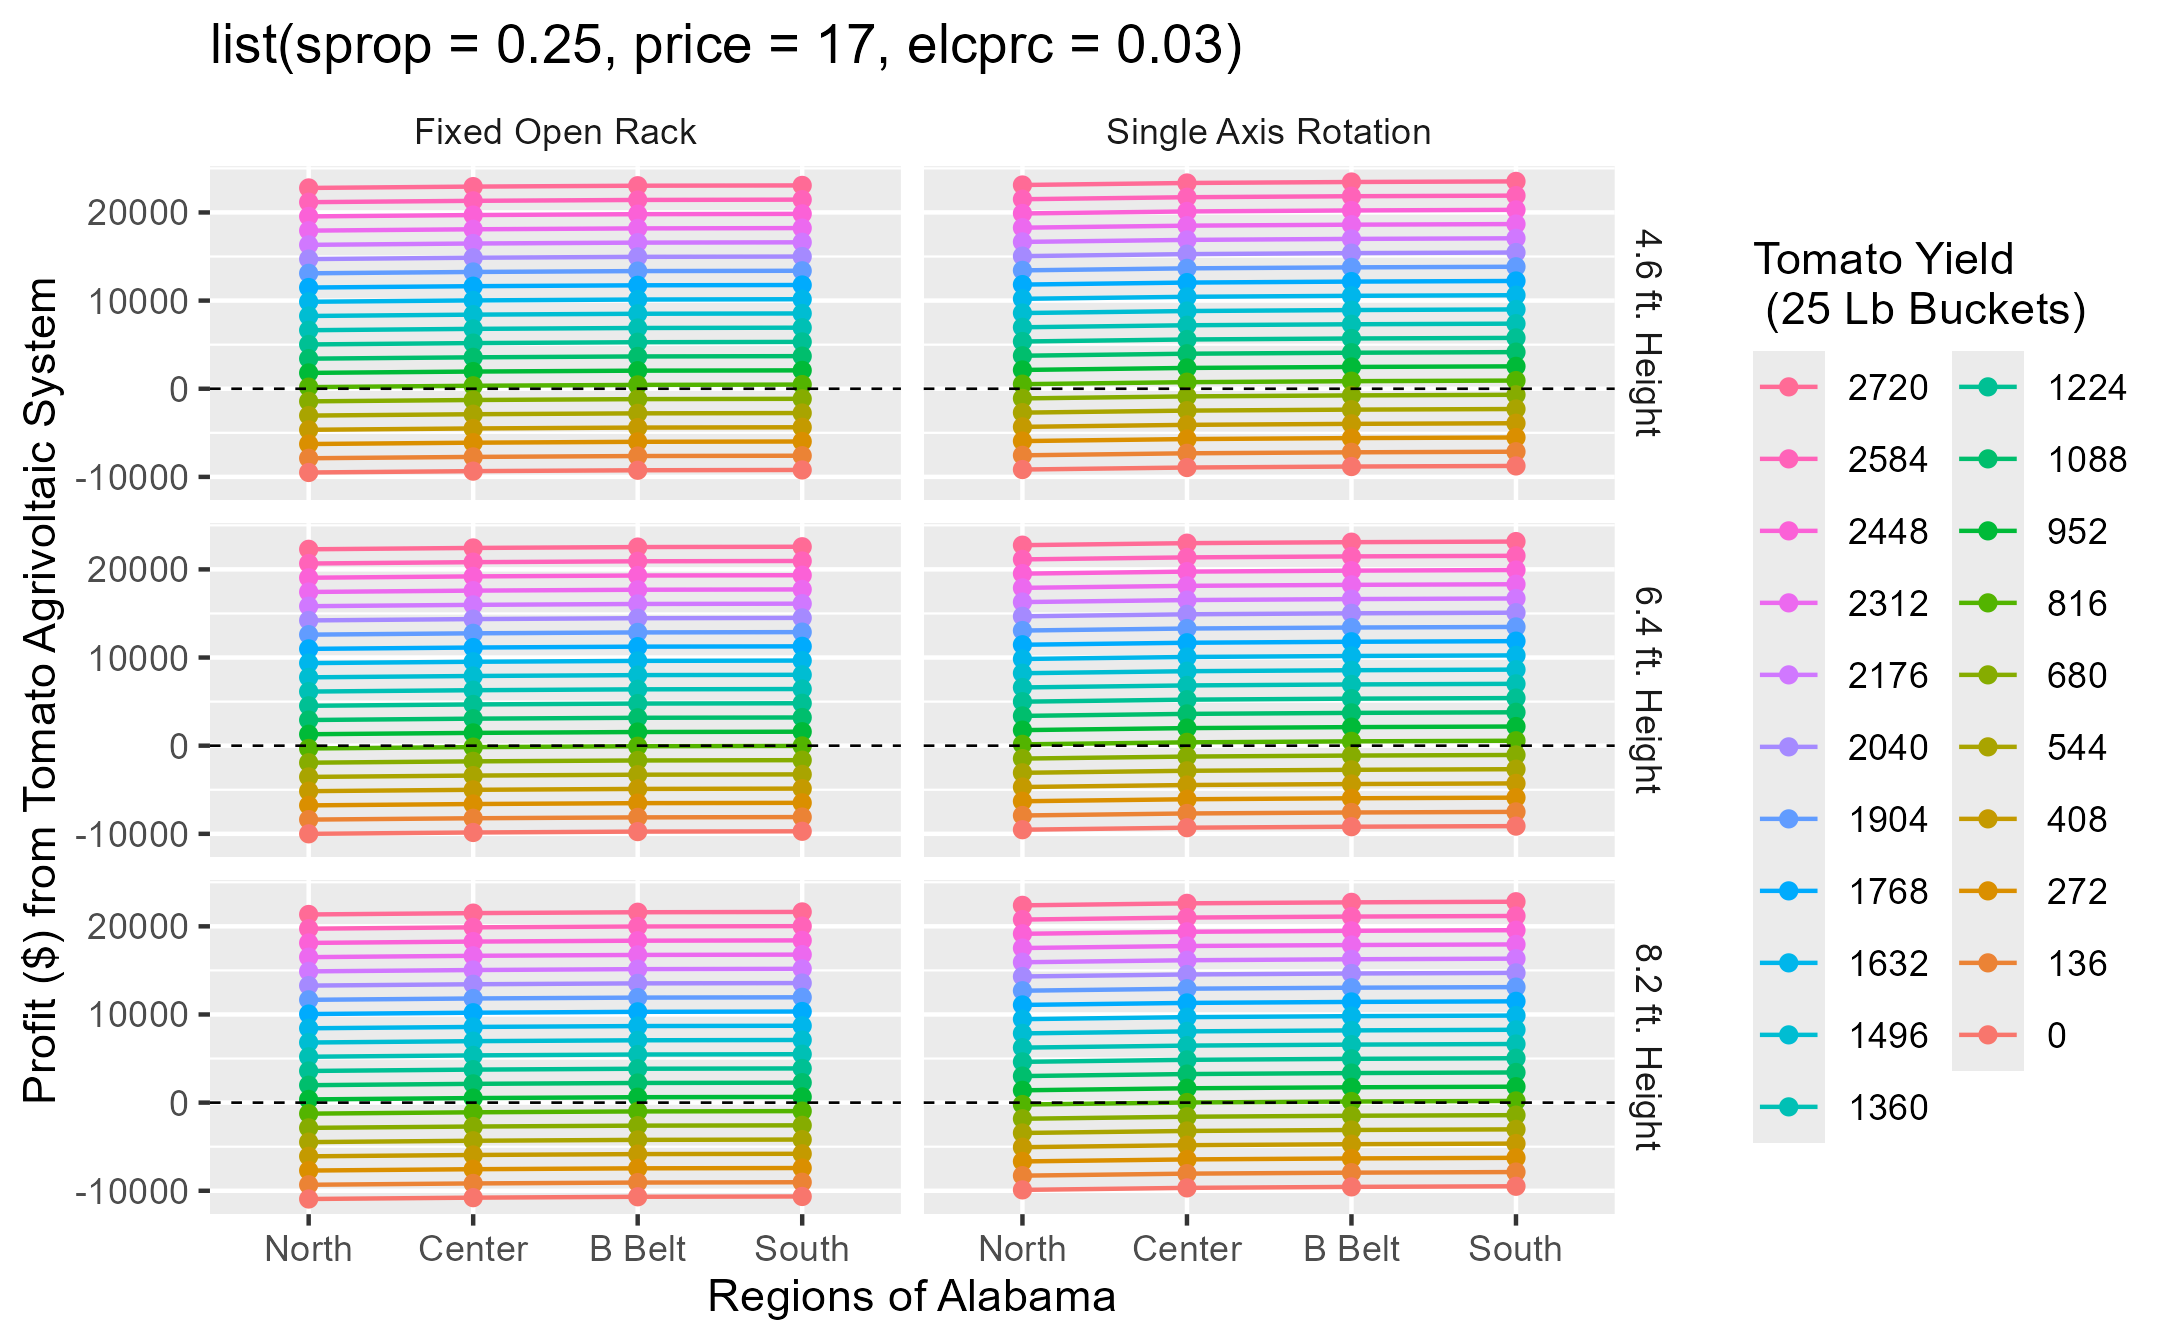 list(sprop = 0.25, price = 17, elcprc = 0.03)
Fixed Open Rack
Single Axis Rotation
Profit ($) from Tomato Agrivoltaic System
20000
10000
0
-10000
4.6 ft. Height
20000
10000
0
-10000
6.4 ft. Height
20000
10000
0
-10000
8.2 ft. Height
North Center B Belt South
North Center B Belt South
Regions of Alabama
Tomato Yield
(25 Lb Buckets)
2720
2584
2448
2312
2176
2040
1904
1768
1632
1496
1360
1224
1088
952
816
680
544
408
272
136
0